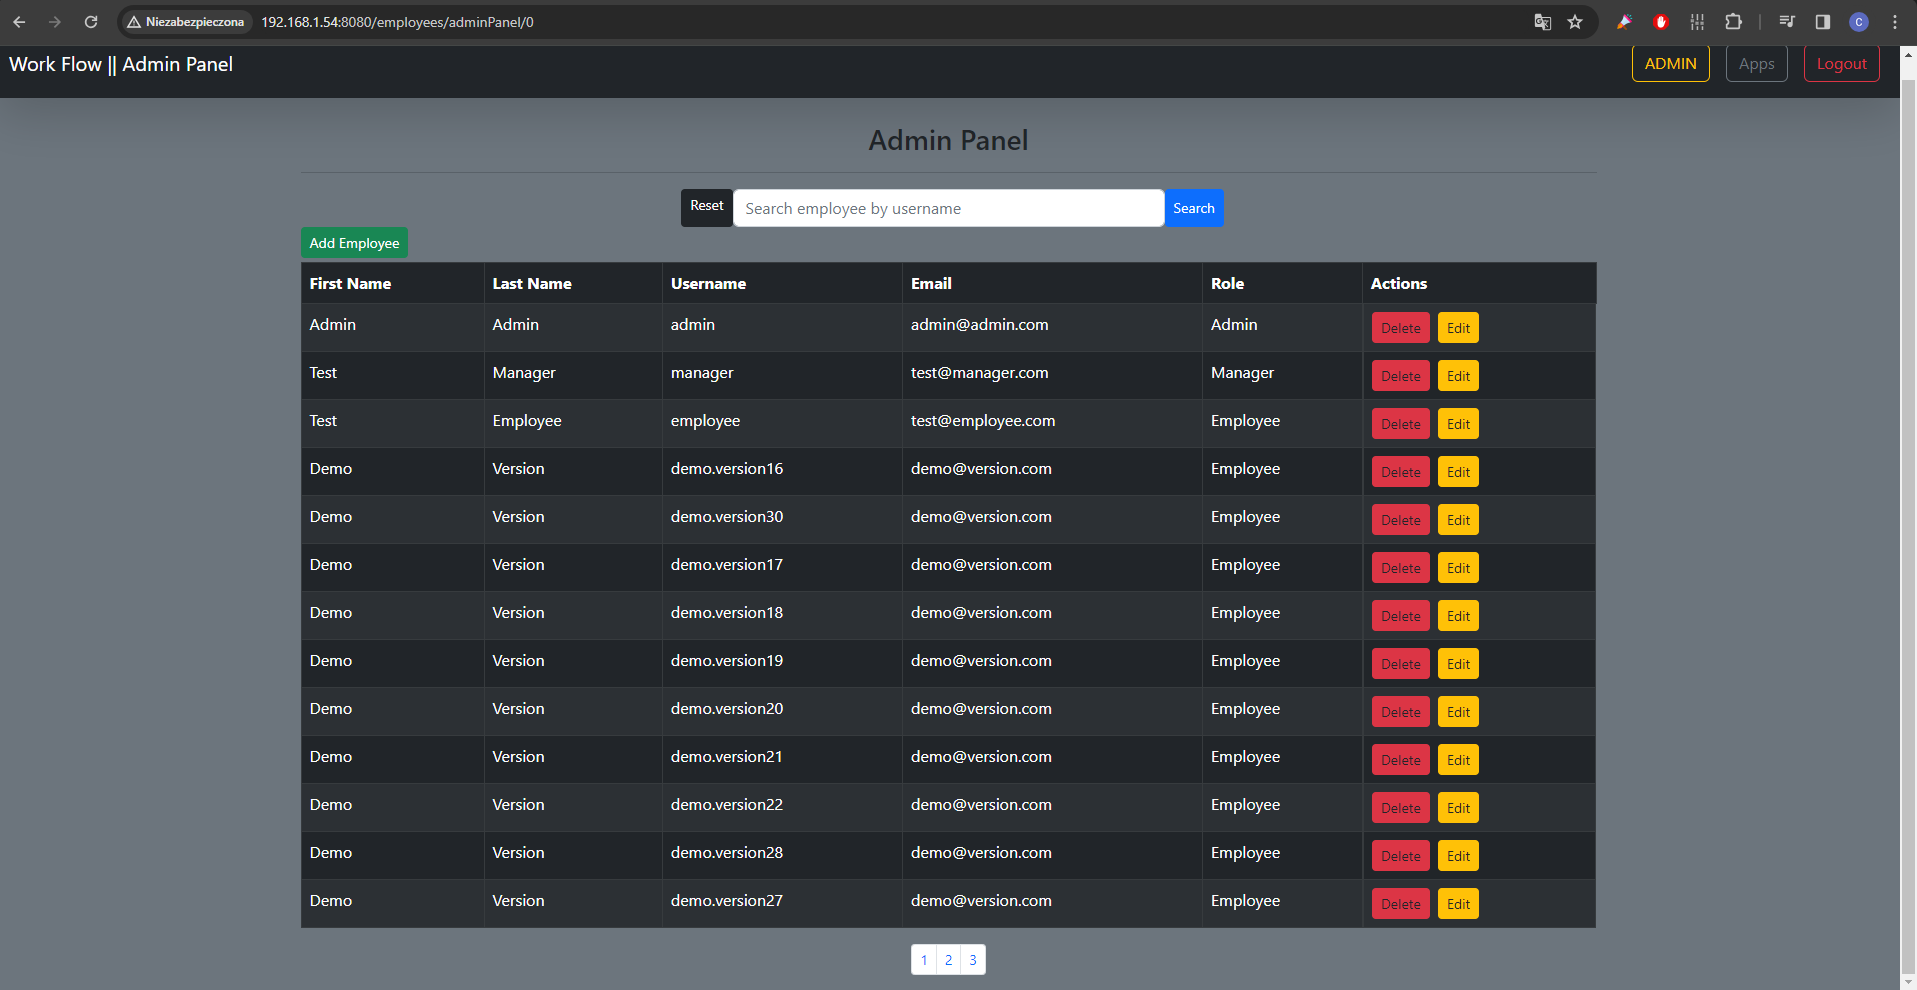 Niezabezpieczona 192.168.1.54:8080/employees/adminPanel/0 C
Work Flow || Admin Panel ADMIN Apps Logout
Admin Panel
Reset Search employee by username Search
Add Employee
First Name Last Name Username Email Role Actions
Admin Admin admin admin@admin.com Admin Delete Edit
Test Manager manager test@manager.com Manager Delete Edit
Test Employee employee test@employee.com Employee Delete Edit
Demo Version demo.version16 demo@version.com Employee Delete Edit
Demo Version demo.version30 demo@version.com Employee Delete Edit
Demo Version demo.version17 demo@version.com Employee Delete Edit
Demo Version demo.version18 demo@version.com Employee Delete Edit
Demo Version demo.version19 demo@version.com Employee Delete Edit
Demo Version demo.version20 demo@version.com Employee Delete Edit
Demo Version demo.version21 demo@version.com Employee Delete Edit
Demo Version demo.version22 demo@version.com Employee Delete Edit
Demo Version demo.version28 demo@version.com Employee Delete Edit
Demo Version demo.version27 demo@version.com Employee Delete Edit
1 2 3